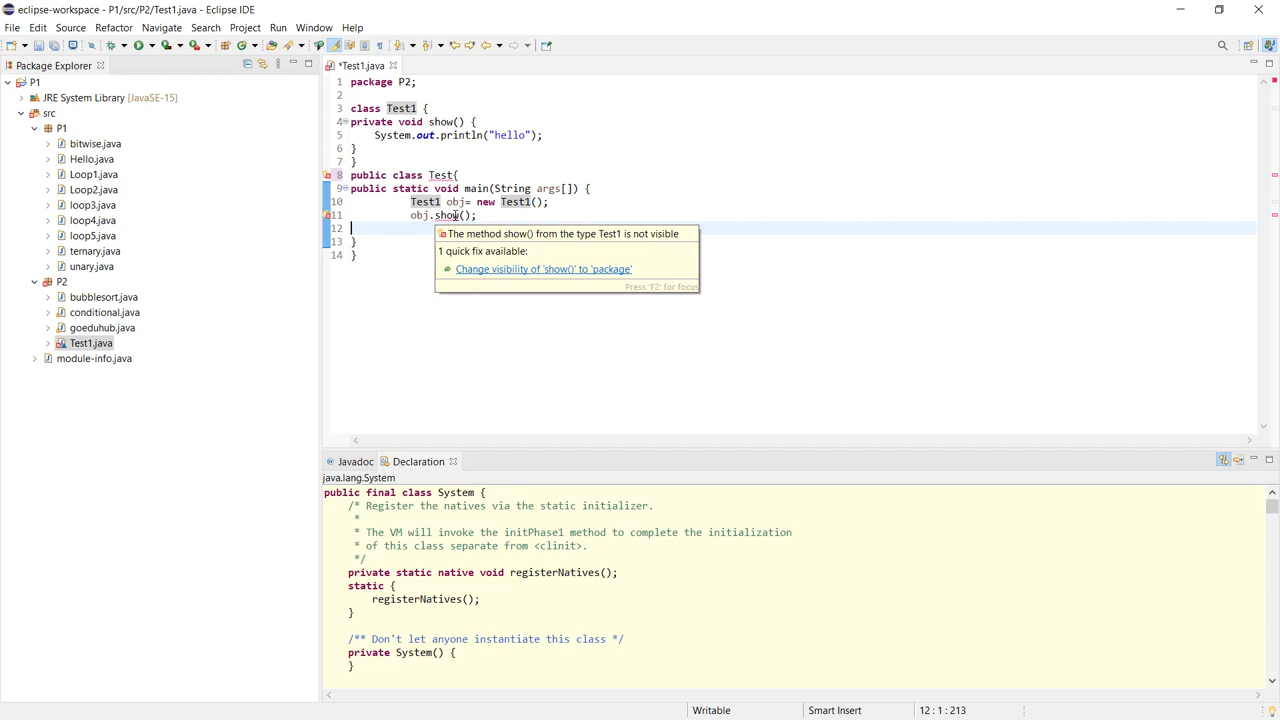 eclipse-workspace - P1/src/P2/Test1.java - Eclipse IDE
File Edit Source Refactor Navigate Search Project Run Window Help
Package Explorer
P1
JRE System Library [JavaSE-15]
src
P1
bitwise.java
Hello.java
Loop1.java
Loop2.java
loop3.java
loop4.java
loop5.java
ternary.java
unary.java
P2
bubblesort.java
conditional.java
goeduhub.java
Test1.java
module-info.java
*Test1.java
1 package P2;
2
3 class Test1 {
4 private void show() {
5 System.out.println("hello");
6 }
7 }
8 public class Test{
9 public static void main(String args[]) {
10 Test1 obj= new Test1();
11 obj.show();
12
13 }
14 }
The method show() from the type Test1 is not visible
1 quick fix available:
Change visibility of 'show()' to 'package'
Press 'F2' for focus
Javadoc Declaration
java.lang.System
public final class System {
/* Register the natives via the static initializer.
*
* The VM will invoke the initPhase1 method to complete the initialization
* of this class separate from <clinit>.
*/
private static native void registerNatives();
static {
registerNatives();
}
/** Don't let anyone instantiate this class */
private System() {
}
Writable Smart Insert 12 : 1 : 213